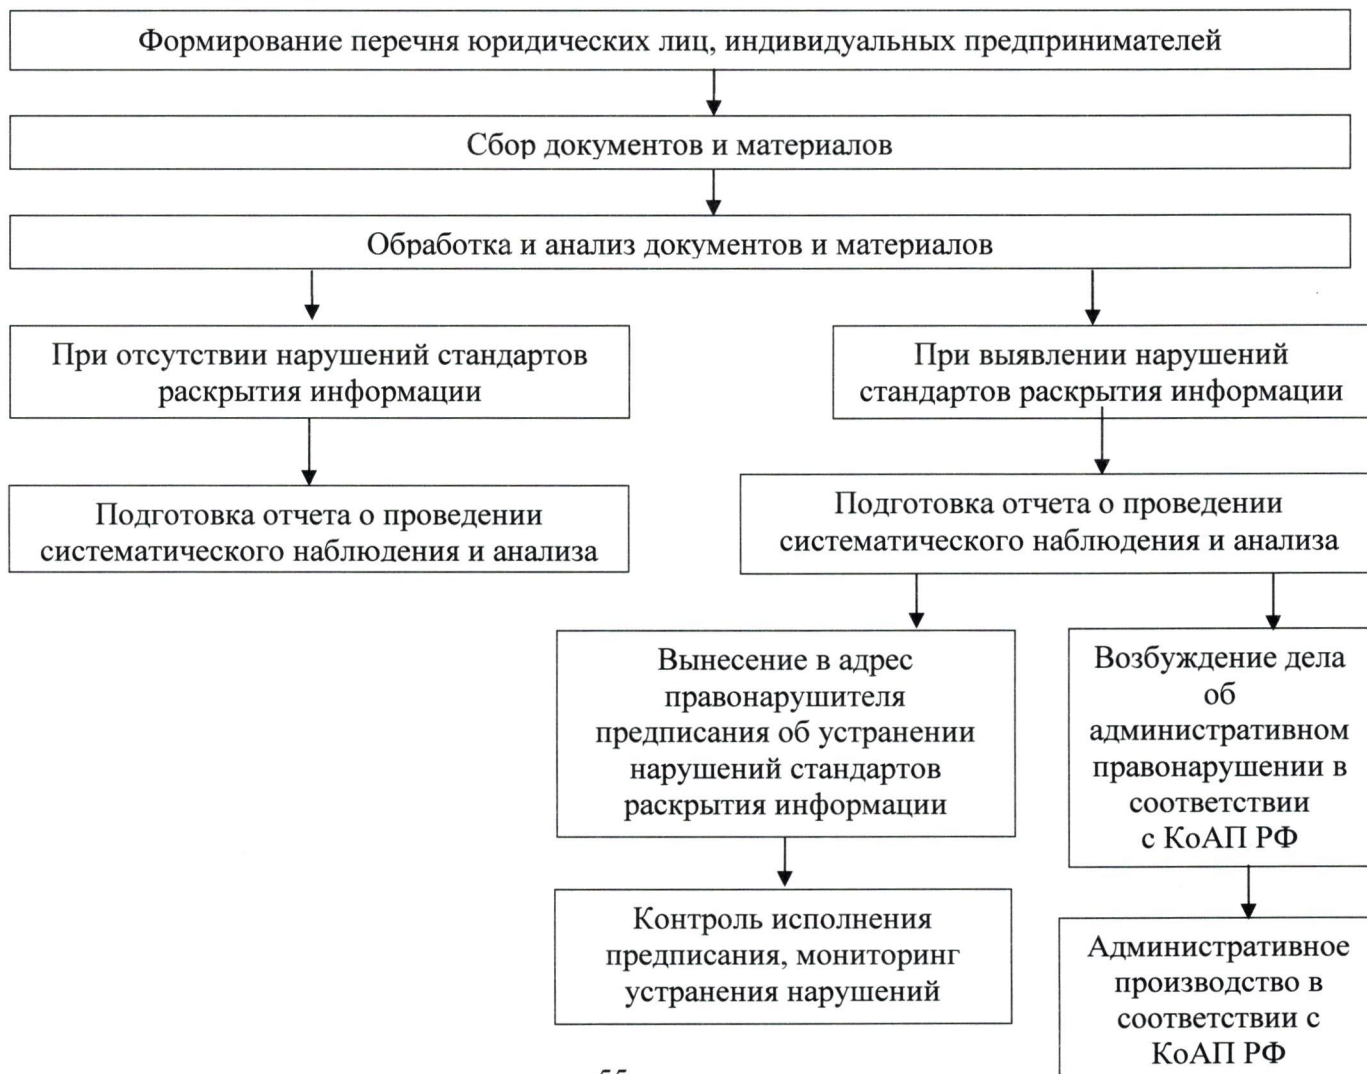 Формирование перечня юридических лиц, индивидуальных предпринимателей
Сбор документов и материалов
Обработка и анализ документов и материалов
При отсутствии нарушений стандартов
раскрытия информации
При выявлении нарушений
стандартов раскрытия информации
Подготовка отчета о проведении
систематического наблюдения и анализа
Подготовка отчета о проведении
систематического наблюдения и анализа
Вынесение в адрес
правонарушителя
предписания об устранении
нарушений стандартов
раскрытия информации
Возбуждение дела
об
административном
правонарушении в
соответствии
с КоАП РФ
Контроль исполнения
предписания, мониторинг
устранения нарушений
Административное
производство в
соответствии с
КоАП РФ